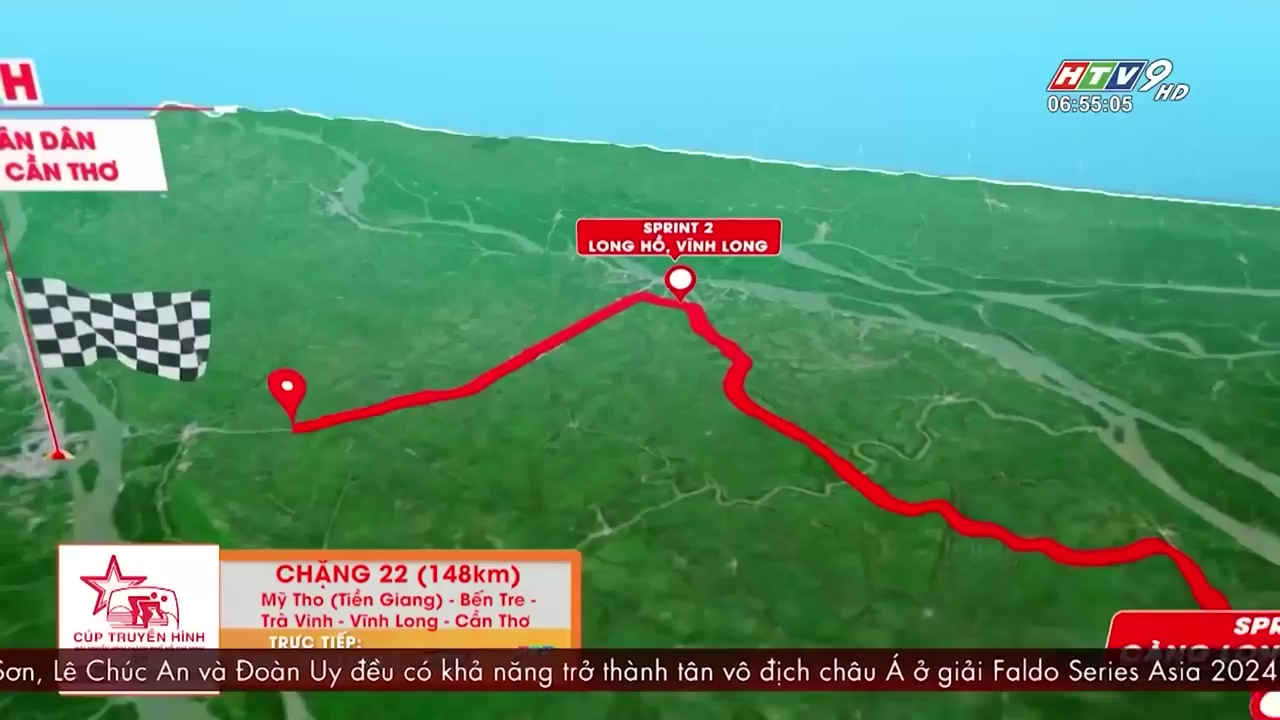 H
ÂN DÂN
CẦN THƠ
HTV9
HD
06:55:05
SPRINT 2
LONG HỒ, VĨNH LONG
CHẶNG 22 (148km)
Mỹ Tho (Tiền Giang) - Bến Tre -
Trà Vinh - Vĩnh Long - Cần Thơ
TRỰC TIẾP:
CÚP TRUYỀN HÌNH
SPR
Sơn, Lê Chúc An và Đoàn Uy đều có khả năng trở thành tân vô địch châu Á ở giải Faldo Series Asia 2024